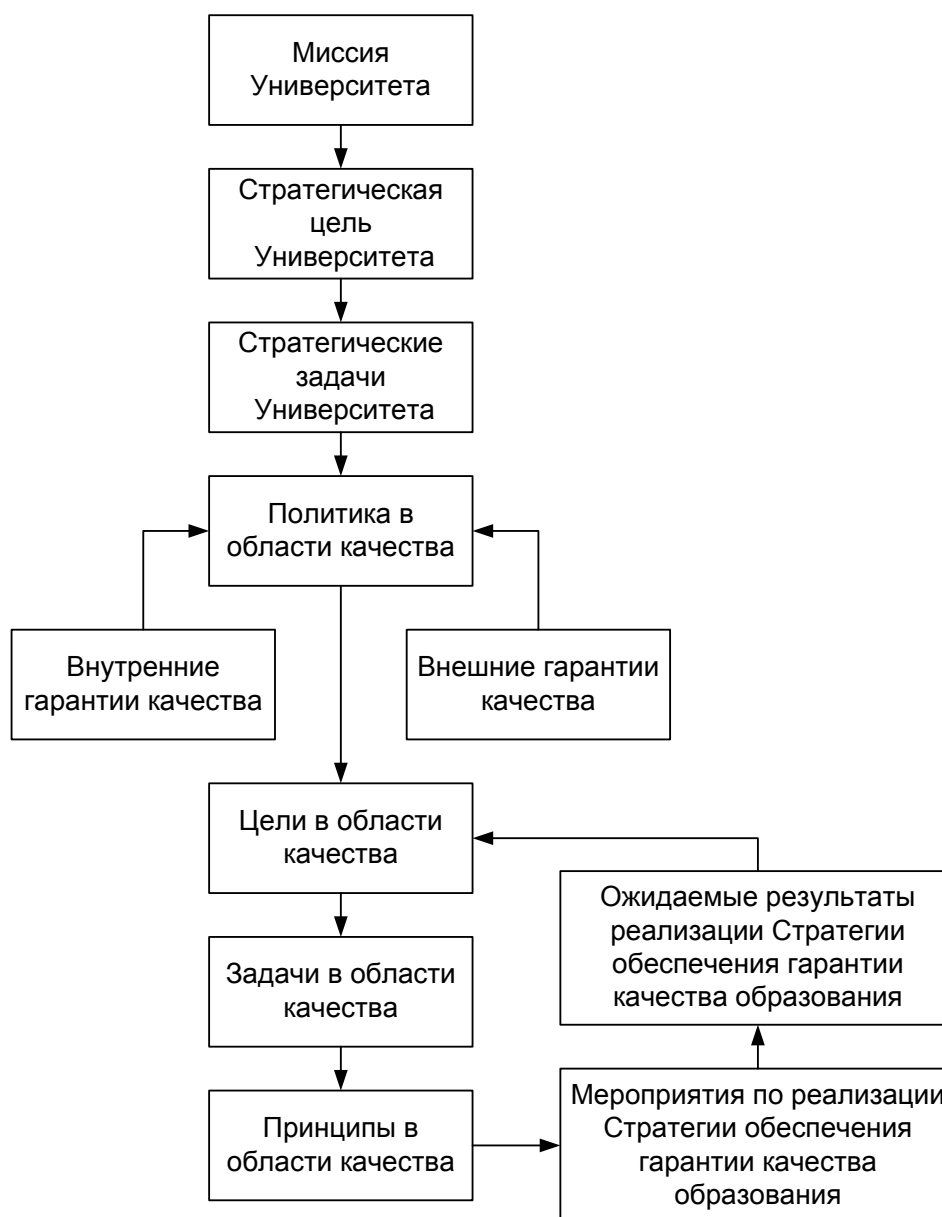 Миссия
Университета
Стратегическая
цель
Университета
Стратегические
задачи
Университета
Политика в
области качества
Внутренние
гарантии качества
Внешние гарантии
качества
Цели в области
качества
Ожидаемые результаты
реализации Стратегии
обеспечения гарантии
качества образования
Задачи в области
качества
Принципы в
области качества
Мероприятия по реализации
Стратегии обеспечения
гарантии качества
образования